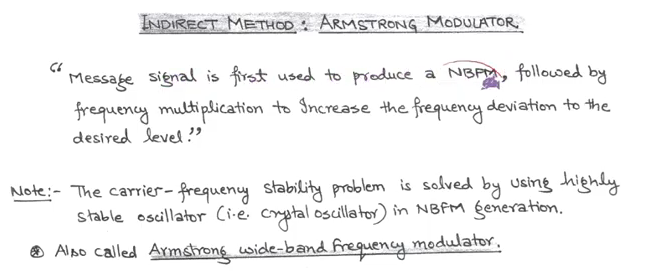 INDIRECT METHOD : ARMSTRONG MODULATOR.
"Message signal is first used to produce a NBFM, followed by
frequency multiplication to Increase the frequency deviation to the
desired level."
Note:- The carrier-frequency stability problem is solved by using highly
stable oscillator (i.e. crystal oscillator) in NBFM generation.
⊛ Also called Armstrong wide-band frequency modulator.